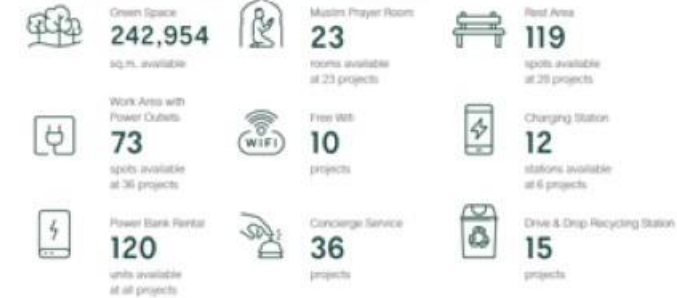 Green Space
242,954
sq.m. available
Muslim Prayer Room
23
rooms available
at 23 projects
Rest Area
119
spots available
at 28 projects
Work Area with
Power Outlets
73
spots available
at 36 projects
Free Wifi
10
projects
WiFi
Charging Station
12
stations available
at 6 projects
Power Bank Rental
120
units available
at all projects
Concierge Service
36
projects
Drive & Drop Recycling Station
15
projects